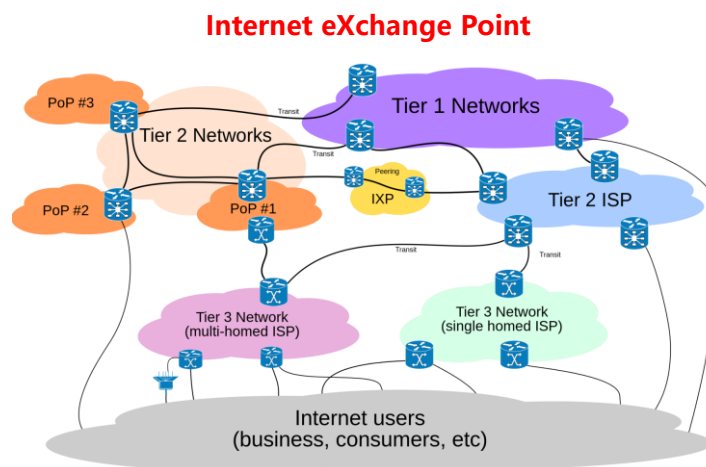 Internet eXchange Point
PoP #3
Tier 1 Networks
Transit
Tier 2 Networks
Transit
Peering
IXP
PoP #2
PoP #1
Tier 2 ISP
Transit
Transit
Tier 3 Network
(multi-homed ISP)
Tier 3 Network
(single homed ISP)
Internet users
(business, consumers, etc)